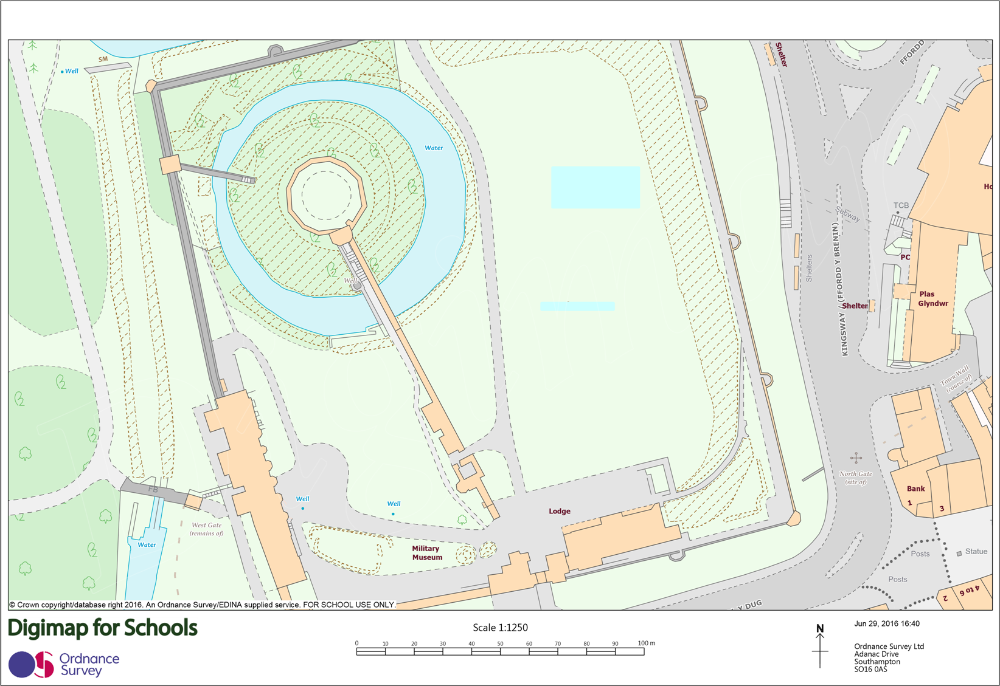 SM
Well
Shelter
FFORDD
Water
Ho
TCB
Subway
KINGSWAY / (FFORDD Y BRENIN)
Shelters
PC
Plas
Glyndwr
Shelter
Well
Town Wall
(course of)
North Gate
(site of)
Bank
1
3
FB
West Gate
(remains of)
Well
Well
Lodge
Water
Military
Museum
Posts
Statue
Posts
2
4 to 6
Y DUG
© Crown copyright/database right 2016. An Ordnance Survey/EDINA supplied service. FOR SCHOOL USE ONLY.
Digimap for Schools
Ordnance
Survey
Scale 1:1250
0 10 20 30 40 50 60 70 80 90 100 m
N
Jun 29, 2016 16:40
Ordnance Survey Ltd
Adanac Drive
Southampton
SO16 0AS